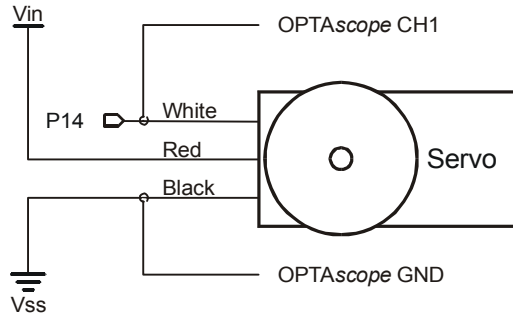 Vin
OPTAscope CH1
P14
White
Red
Servo
Black
OPTAscope GND
Vss